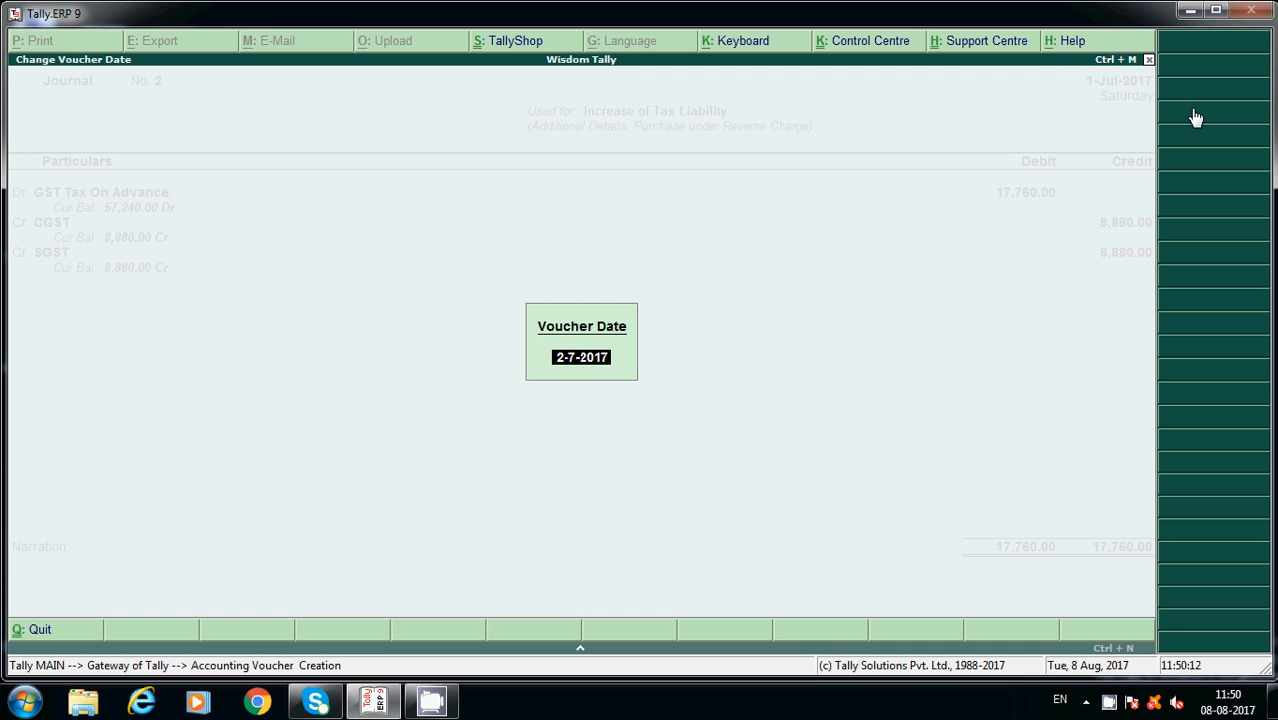 Tally.ERP 9
P: Print E: Export M: E-Mail O: Upload S: TallyShop G: Language K: Keyboard K: Control Centre H: Support Centre H: Help
Change Voucher Date Wisdom Tally Ctrl + M
Journal No. 2 1-Jul-2017
Saturday
Used for: Increase of Tax Liability
(Additional Details: Purchase under Reverse Charge)
Particulars Debit Credit
Dr GST Tax On Advance 17,760.00
Cur Bal: 57,240.00 Dr
Cr CGST 8,880.00
Cur Bal: 8,880.00 Cr
Cr SGST 8,880.00
Cur Bal: 8,880.00 Cr
Voucher Date
2-7-2017
Narration: 17,760.00 17,760.00
Q: Quit
Ctrl + N
Tally MAIN --> Gateway of Tally --> Accounting Voucher Creation (c) Tally Solutions Pvt. Ltd., 1988-2017 Tue, 8 Aug, 2017 11:50:12
Tally ERP 9
EN 11:50
08-08-2017